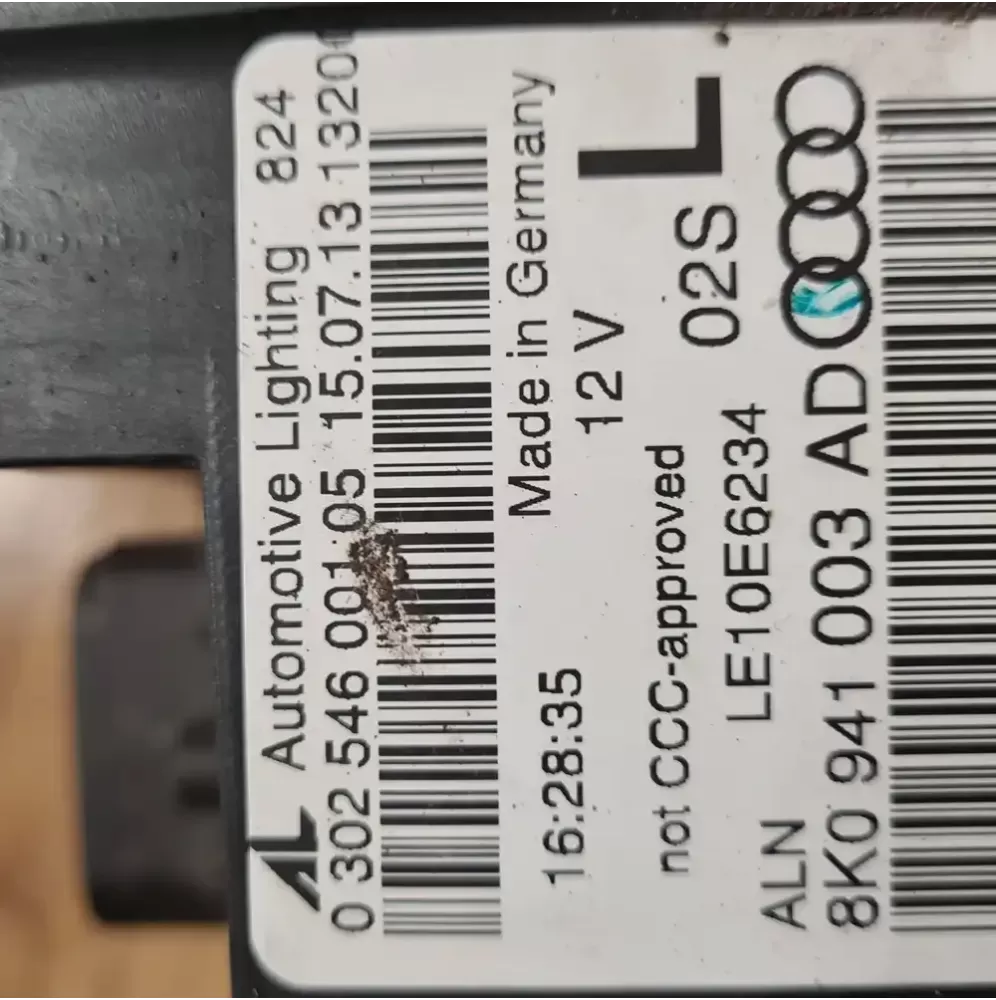 AL Automotive Lighting 824
0 302 546 001 05 15.07.13 1320
Made in Germany
16:28:35 12 V
L
not CCC-approved
02S
LE10E6234
ALN
8K0 941 003 AD